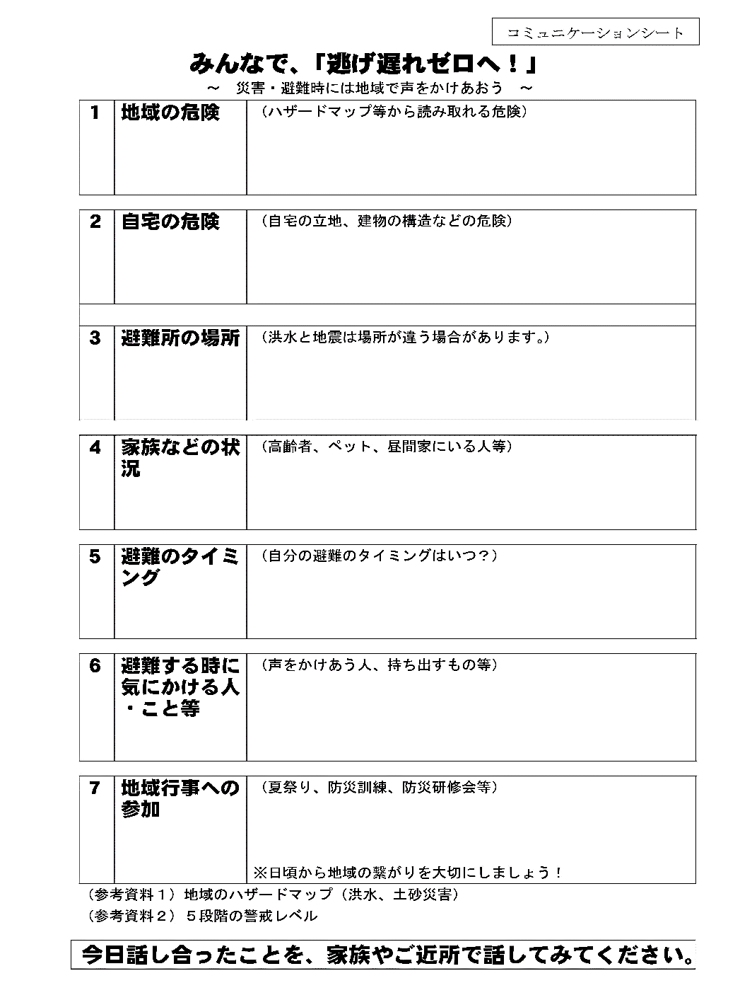 コミュニケーションシート
みんなで、「逃げ遅れゼロへ！」
～　災害・避難時には地域で声をかけあおう　～
1 地域の危険 （ハザードマップ等から読み取れる危険）
2 自宅の危険 （自宅の立地、建物の構造などの危険）
3 避難所の場所 （洪水と地震は場所が違う場合があります。）
4 家族などの状 （高齢者、ペット、昼間家にいる人等）
況
5 避難のタイミ （自分の避難のタイミングはいつ？）
ング
6 避難する時に （声をかけあう人、持ち出すもの等）
気にかける人
・こと等
7 地域行事への （夏祭り、防災訓練、防災研修会等）
参加
※日頃から地域の繋がりを大切にしましょう！
（参考資料１）地域のハザードマップ（洪水、土砂災害）
（参考資料２）５段階の警戒レベル
今日話し合ったことを、家族やご近所で話してみてください。